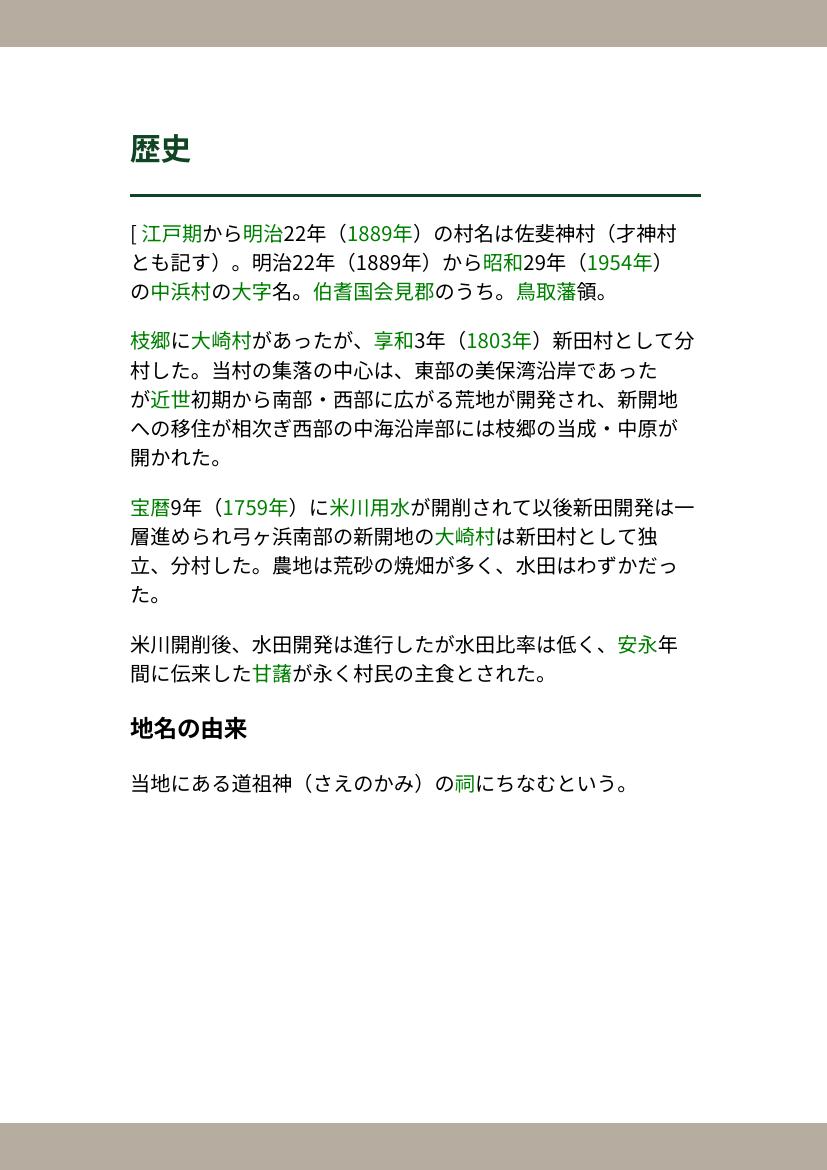 歴史
[ 江戸期から明治22年（1889年）の村名は佐斐神村（才神村
とも記す）。明治22年（1889年）から昭和29年（1954年）
の中浜村の大字名。伯耆国会見郡のうち。鳥取藩領。
枝郷に大崎村があったが、享和3年（1803年）新田村として分
村した。当村の集落の中心は、東部の美保湾沿岸であった
が近世初期から南部・西部に広がる荒地が開発され、新開地
への移住が相次ぎ西部の中海沿岸部には枝郷の当成・中原が
開かれた。
宝暦9年（1759年）に米川用水が開削されて以後新田開発は一
層進められ弓ヶ浜南部の新開地の大崎村は新田村として独
立、分村した。農地は荒砂の焼畑が多く、水田はわずかだっ
た。
米川開削後、水田開発は進行したが水田比率は低く、安永年
間に伝来した甘藷が永く村民の主食とされた。
地名の由来
当地にある道祖神（さえのかみ）の祠にちなむという。